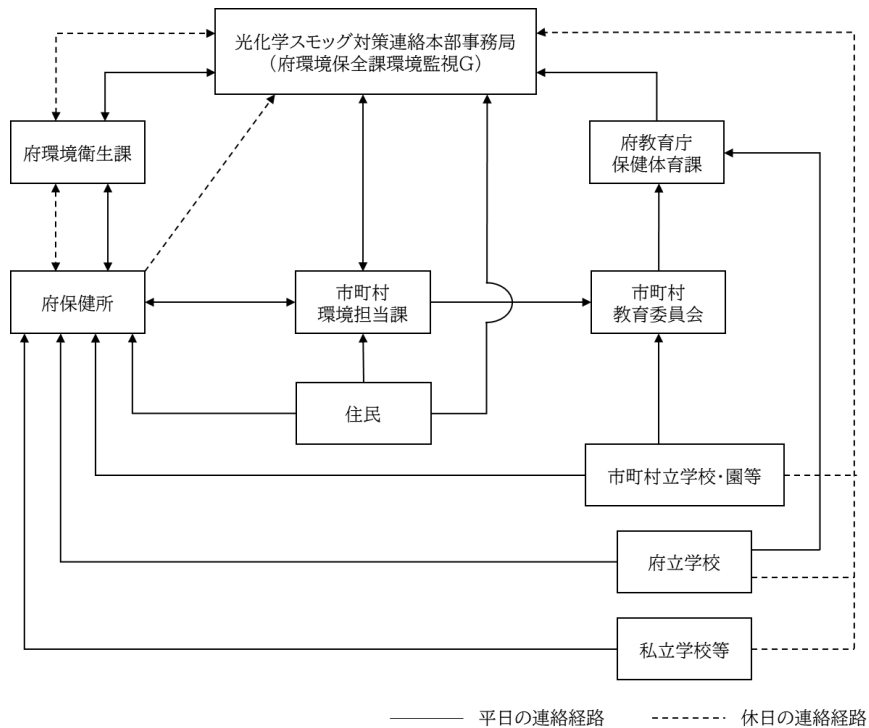 光化学スモッグ対策連絡本部事務局
（府環境保全課環境監視G）
府環境衛生課
府教育庁
保健体育課
府保健所
市町村
環境担当課
市町村
教育委員会
住民
市町村立学校・園等
府立学校
私立学校等
平日の連絡経路
休日の連絡経路